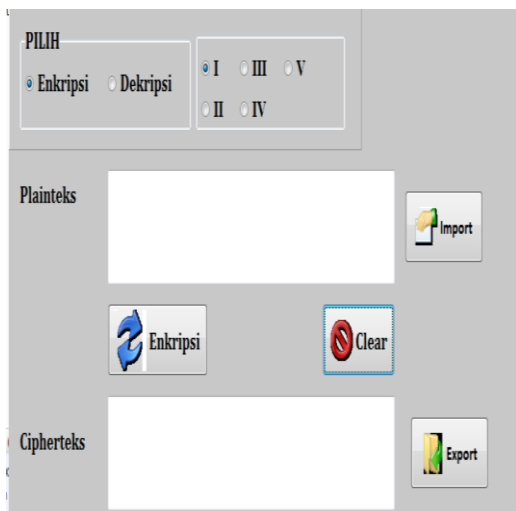 PILIH
Enkripsi Dekripsi
I III V
II IV
Plainteks
Import
Enkripsi Clear
Cipherteks
Export